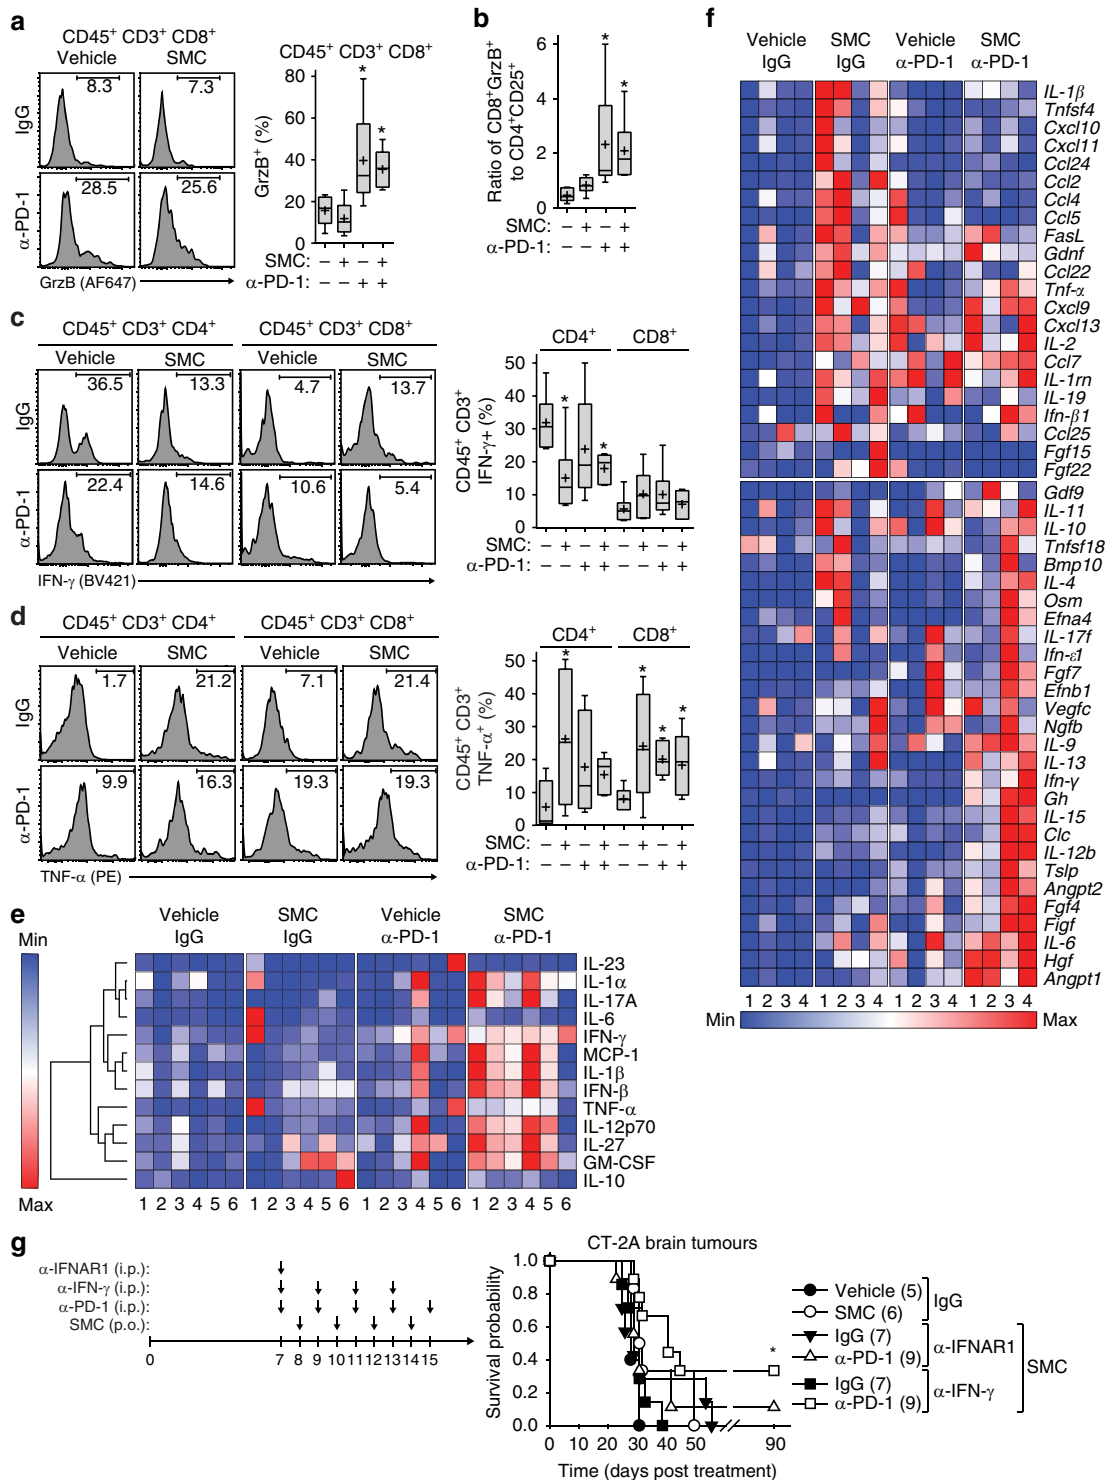 a
CD45+ CD3+ CD8+
Vehicle SMC
8.3 7.3
IgG
28.5 25.6
α-PD-1
GrzB (AF647)
CD45+ CD3+ CD8+
80
60
40
20
0
GrzB+ (%)
* *
SMC: – + – +
α-PD-1: – – + +
b
6
4
2
0
Ratio of CD8+GrzB+
to CD4+CD25+
* *
SMC: – + – +
α-PD-1: – – + +
c
CD45+ CD3+ CD4+ CD45+ CD3+ CD8+
Vehicle SMC Vehicle SMC
IgG
36.5 13.3 4.7 13.7
α-PD-1
22.4 14.6 10.6 5.4
IFN-γ (BV421)
CD4+ CD8+
50
40
30
20
10
0
CD45+ CD3+
IFN-γ+ (%)
* *
SMC: – + – + – + – +
α-PD-1: – – + + – – + +
d
CD45+ CD3+ CD4+ CD45+ CD3+ CD8+
Vehicle SMC Vehicle SMC
IgG
1.7 21.2 7.1 21.4
α-PD-1
9.9 16.3 19.3 19.3
TNF-α (PE)
CD4+ CD8+
50
40
30
20
10
0
CD45+ CD3+
TNF-α+ (%)
* * * *
SMC: – + – + – + – +
α-PD-1: – – + + – – + +
e
Vehicle SMC Vehicle SMC
IgG IgG α-PD-1 α-PD-1
Min
Max
IL-23
IL-1α
IL-17A
IL-6
IFN-γ
MCP-1
IL-1β
IFN-β
TNF-α
IL-12p70
IL-27
GM-CSF
IL-10
1 2 3 4 5 6 1 2 3 4 5 6 1 2 3 4 5 6 1 2 3 4 5 6
f
Vehicle SMC Vehicle SMC
IgG IgG α-PD-1 α-PD-1
IL-1β
Tnfsf4
Cxcl10
Cxcl11
Ccl24
Ccl2
Ccl4
Ccl5
FasL
Gdnf
Ccl22
Tnf-α
Cxcl9
Cxcl13
IL-2
Ccl7
IL-1rn
IL-19
Ifn-β1
Ccl25
Fgf15
Fgf22
Gdf9
IL-11
IL-10
Tnfsf18
Bmp10
IL-4
Osm
Efna4
IL-17f
Ifn-ε1
Fgf7
Efnb1
Vegfc
Ngfb
IL-9
IL-13
Ifn-γ
Gh
IL-15
Clc
IL-12b
Tslp
Angpt2
Fgf4
Figf
IL-6
Hgf
Angpt1
1 2 3 4 1 2 3 4 1 2 3 4 1 2 3 4
Min Max
g
α-IFNAR1 (i.p.):
α-IFN-γ (i.p.):
α-PD-1 (i.p.):
SMC (p.o.):
0 7 8 9 10 11 12 13 14 15
CT-2A brain tumours
1.0
0.8
0.6
0.4
0.2
0.0
Survival probability
*
0 10 20 30 40 50 90
Time (days post treatment)
Vehicle (5)
SMC (6)
IgG
IgG (7)
α-PD-1 (9)
α-IFNAR1
IgG (7)
α-PD-1 (9)
α-IFN-γ
SMC